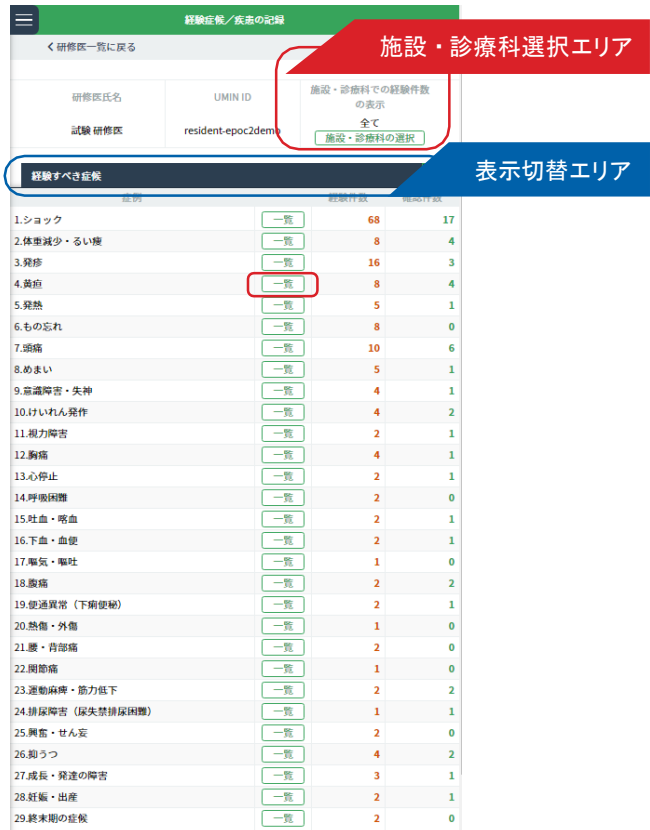 経験症候／疾患の記録
施設・診療科選択エリア
研修医一覧に戻る
研修医氏名 UMIN ID 施設・診療科での経験件数
の表示
試験 研修医 resident-epoc2demo 全て
施設・診療科の選択
表示切替エリア
経験すべき症候
症例 経験件数 確認件数
1.ショック 一覧 68 17
2.体重減少・るい痩 一覧 8 4
3.発疹 一覧 16 3
4.黄疸 一覧 8 4
5.発熱 一覧 5 1
6.もの忘れ 一覧 8 0
7.頭痛 一覧 10 6
8.めまい 一覧 5 1
9.意識障害・失神 一覧 4 1
10.けいれん発作 一覧 4 2
11.視力障害 一覧 2 1
12.胸痛 一覧 4 1
13.心停止 一覧 2 1
14.呼吸困難 一覧 2 0
15.吐血・喀血 一覧 2 1
16.下血・血便 一覧 2 1
17.嘔気・嘔吐 一覧 1 0
18.腹痛 一覧 2 2
19.便通異常（下痢便秘） 一覧 2 1
20.熱傷・外傷 一覧 1 0
21.腰・背部痛 一覧 2 0
22.関節痛 一覧 1 0
23.運動麻痺・筋力低下 一覧 2 2
24.排尿障害（尿失禁排尿困難） 一覧 1 1
25.興奮・せん妄 一覧 2 0
26.抑うつ 一覧 4 2
27.成長・発達の障害 一覧 3 1
28.妊娠・出産 一覧 2 1
29.終末期の症候 一覧 2 0